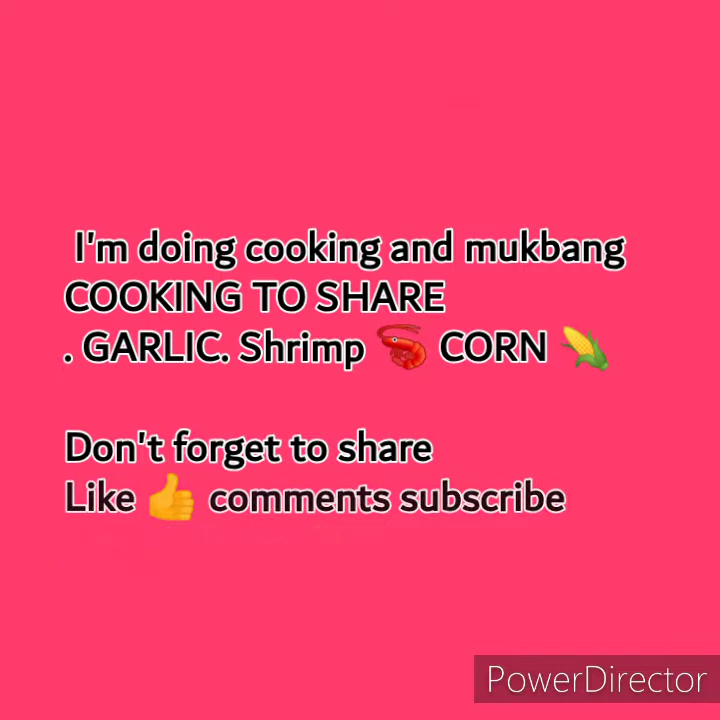 I'm doing cooking and mukbang
COOKING TO SHARE
. GARLIC. Shrimp 🦐 CORN 🌽
Don't forget to share
Like 👍 comments subscribe
PowerDirector